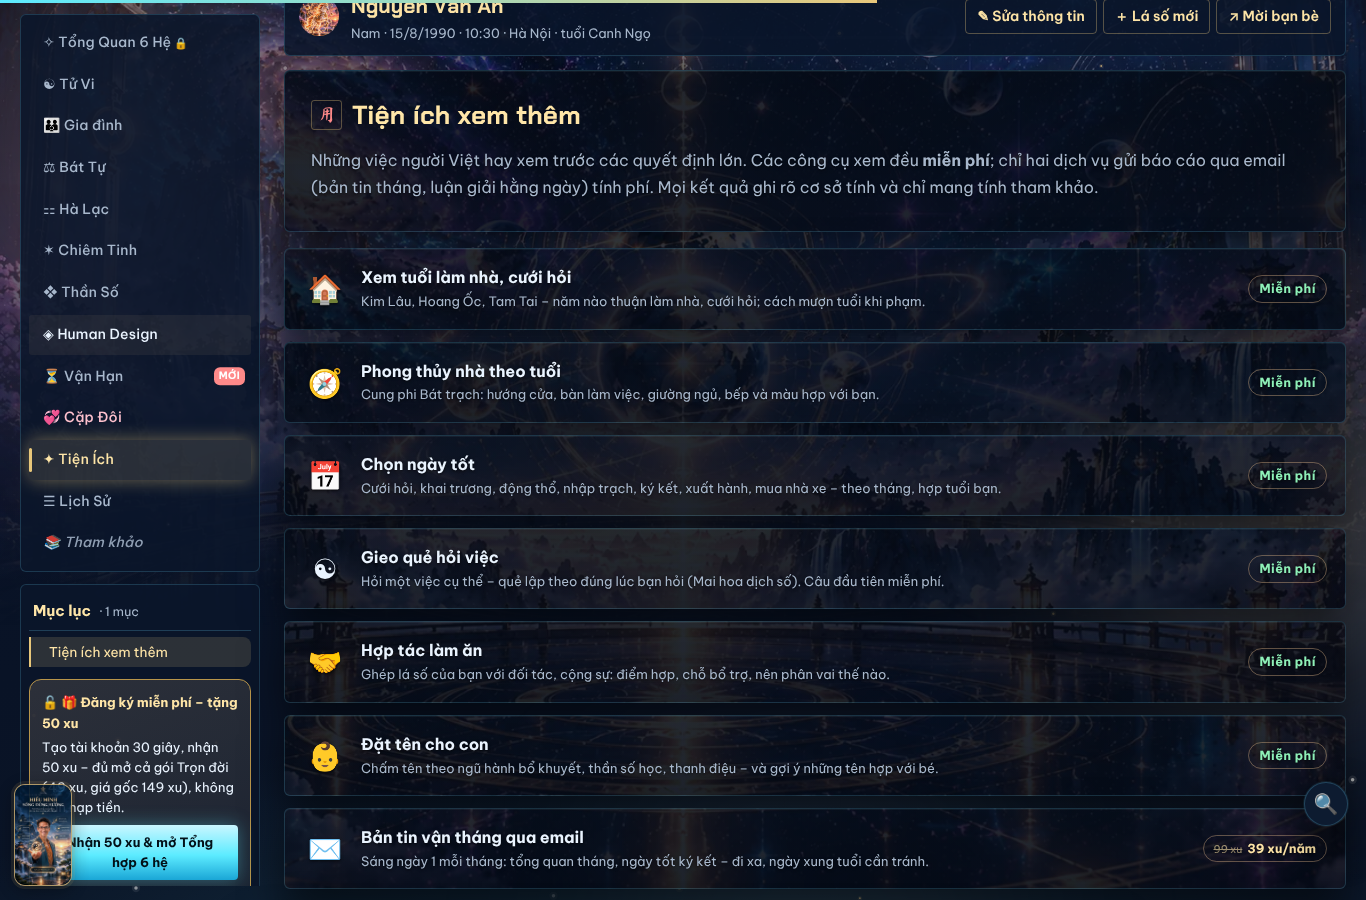 Nguyễn Văn An
Nam · 15/8/1990 · 10:30 · Hà Nội · tuổi Canh Ngọ
✎ Sửa thông tin
+ Lá số mới
↗ Mời bạn bè
✧ Tổng Quan 6 Hệ 🔒
☯ Tử Vi
👪 Gia đình
⚖ Bát Tự
⚏ Hà Lạc
✶ Chiêm Tinh
❖ Thần Số
◈ Human Design
⏳ Vận Hạn
MỚI
💞 Cặp Đôi
✦ Tiện Ích
☰ Lịch Sử
📚 Tham khảo
Mục lục · 1 mục
Tiện ích xem thêm
🔓 🎁 Đăng ký miễn phí – tặng
50 xu
Tạo tài khoản 30 giây, nhận
50 xu – đủ mở cả gói Trọn đời
xu, giá gốc 149 xu), không
nạp tiền.
Nhận 50 xu & mở Tổng
hợp 6 hệ
用 Tiện ích xem thêm
Những việc người Việt hay xem trước các quyết định lớn. Các công cụ xem đều miễn phí; chỉ hai dịch vụ gửi báo cáo qua email
(bản tin tháng, luận giải hằng ngày) tính phí. Mọi kết quả ghi rõ cơ sở tính và chỉ mang tính tham khảo.
Xem tuổi làm nhà, cưới hỏi
Kim Lâu, Hoang Ốc, Tam Tai – năm nào thuận làm nhà, cưới hỏi; cách mượn tuổi khi phạm.
Miễn phí
Phong thủy nhà theo tuổi
Cung phi Bát trạch: hướng cửa, bàn làm việc, giường ngủ, bếp và màu hợp với bạn.
Miễn phí
July
17
Chọn ngày tốt
Cưới hỏi, khai trương, động thổ, nhập trạch, ký kết, xuất hành, mua nhà xe – theo tháng, hợp tuổi bạn.
Miễn phí
Gieo quẻ hỏi việc
Hỏi một việc cụ thể – quẻ lập theo đúng lúc bạn hỏi (Mai hoa dịch số). Câu đầu tiên miễn phí.
Miễn phí
Hợp tác làm ăn
Ghép lá số của bạn với đối tác, cộng sự: điểm hợp, chỗ bổ trợ, nên phân vai thế nào.
Miễn phí
Đặt tên cho con
Chấm tên theo ngũ hành bổ khuyết, thần số học, thanh điệu – và gợi ý những tên hợp với bé.
Miễn phí
Bản tin vận tháng qua email
Sáng ngày 1 mỗi tháng: tổng quan tháng, ngày tốt ký kết – đi xa, ngày xung tuổi cần tránh.
99 xu 39 xu/năm